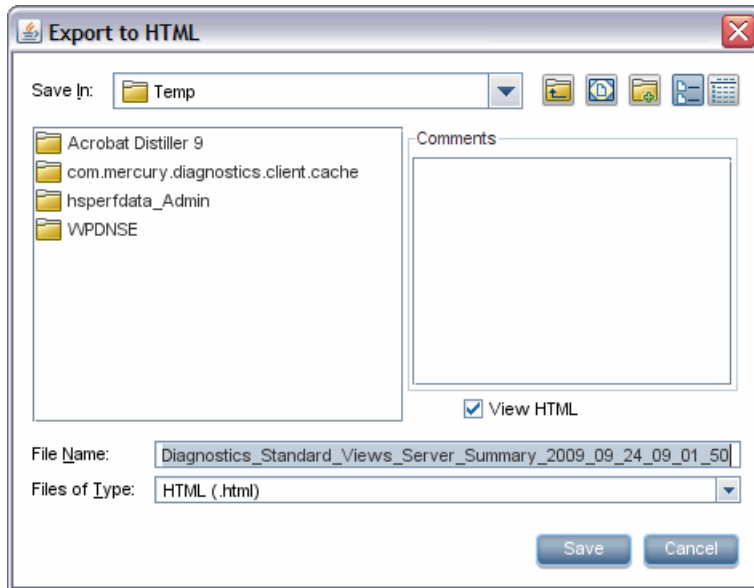 Export to HTML
Save In: Temp
Acrobat Distiller 9
com.mercury.diagnostics.client.cache
hsperfdata_Admin
WPDNSE
Comments
View HTML
File Name: Diagnostics_Standard_Views_Server_Summary_2009_09_24_09_01_50
Files of Type: HTML (.html)
Save Cancel